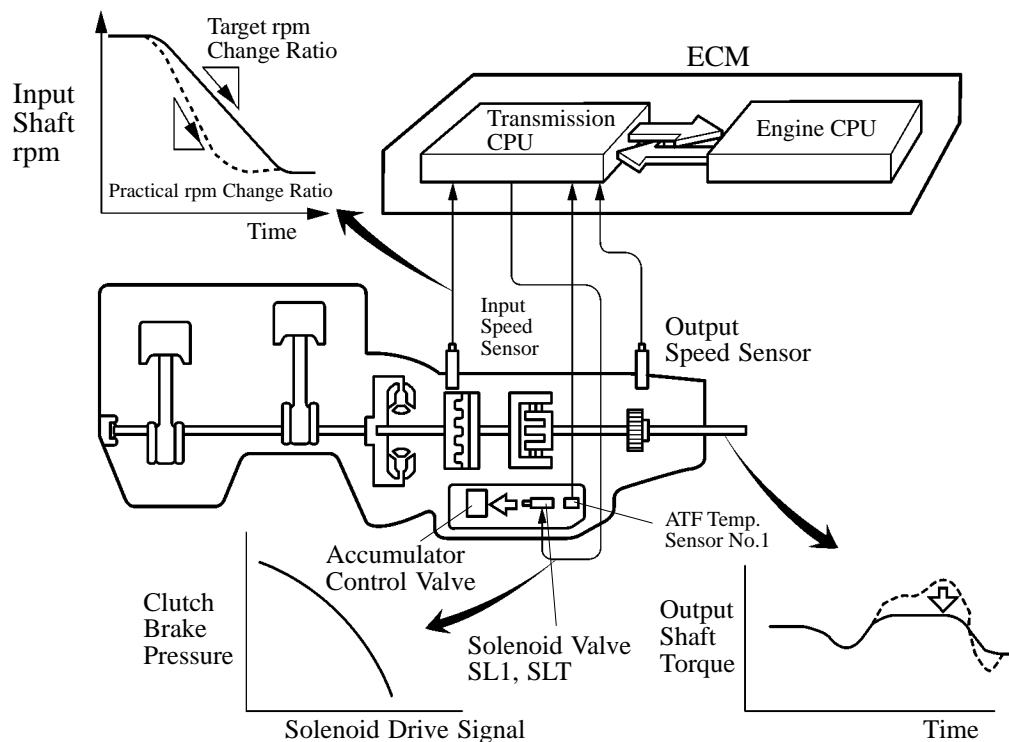 Target rpm
Change Ratio
Input
Shaft
rpm
Practical rpm Change Ratio
Time
ECM
Transmission
CPU
Engine CPU
Input
Speed
Sensor
Output
Speed Sensor
ATF Temp.
Sensor No.1
Accumulator
Control Valve
Clutch
Brake
Pressure
Solenoid Valve
SL1, SLT
Solenoid Drive Signal
Output
Shaft
Torque
Time